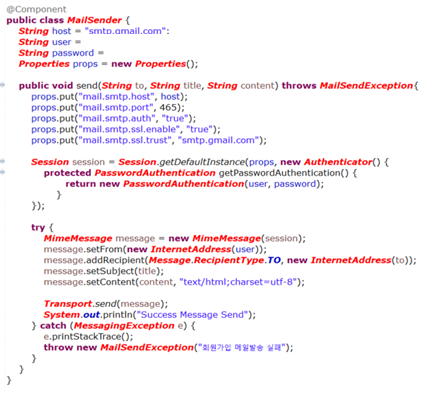 @Component
public class MailSender {
String host = "smtp.gmail.com";
String user =
String password =
Properties props = new Properties();
public void send(String to, String title, String content) throws MailSendException{
props.put("mail.smtp.host", host);
props.put("mail.smtp.port", 465);
props.put("mail.smtp.auth", "true");
props.put("mail.smtp.ssl.enable", "true");
props.put("mail.smtp.ssl.trust", "smtp.gmail.com");
Session session = Session.getDefaultInstance(props, new Authenticator() {
protected PasswordAuthentication getPasswordAuthentication() {
return new PasswordAuthentication(user, password);
}
});
try {
MimeMessage message = new MimeMessage(session);
message.setFrom(new InternetAddress(user));
message.addRecipient(Message.RecipientType.TO, new InternetAddress(to));
message.setSubject(title);
message.setContent(content, "text/html;charset=utf-8");
Transport.send(message);
System.out.println("Success Message Send");
} catch (MessagingException e) {
e.printStackTrace();
throw new MailSendException("회원가입 메일발송 실패");
}
}
}